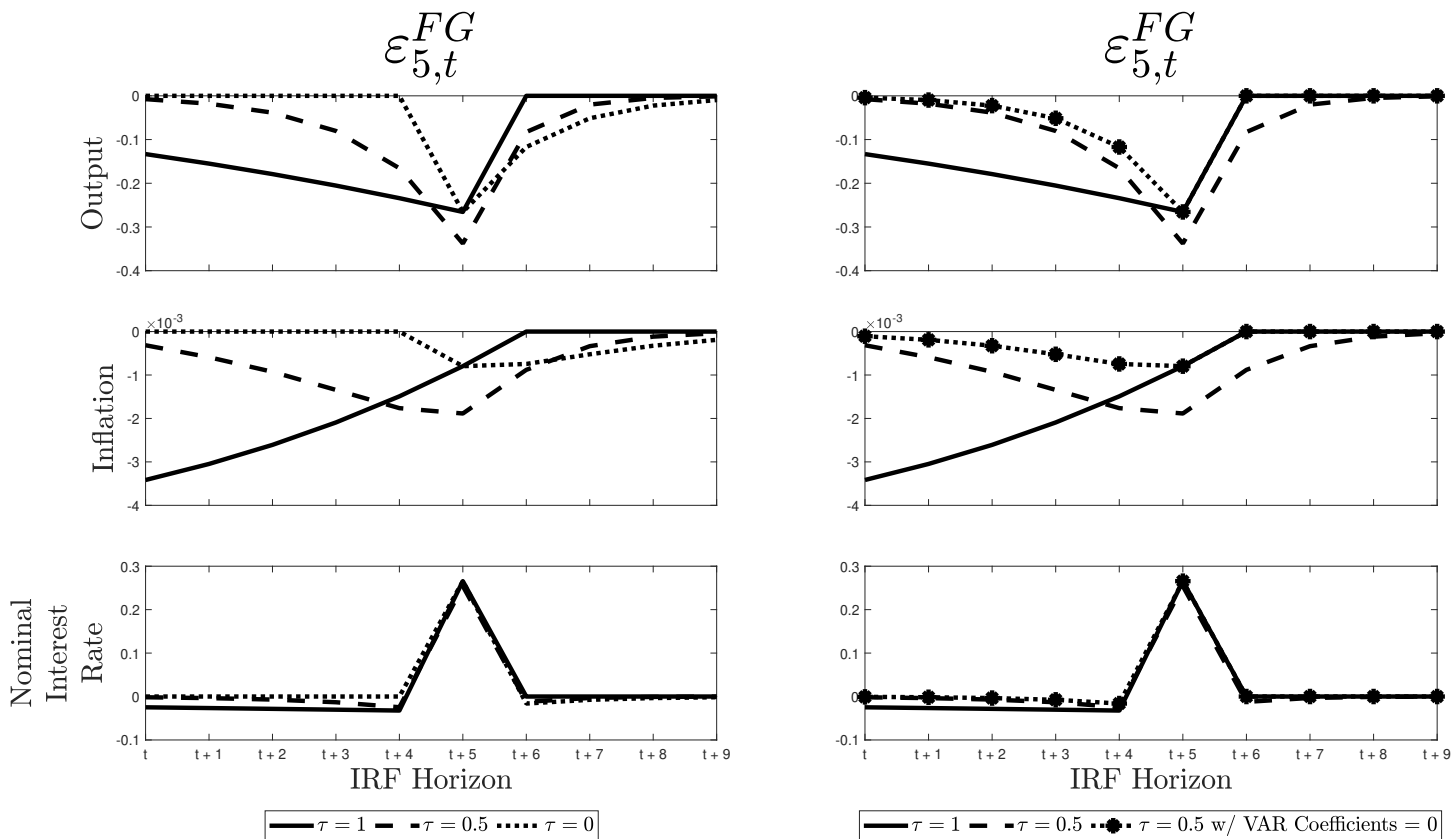 ε^{FG}_{5,t}
0
-0.1
-0.2
-0.3
-0.4
Output
×10^{-3}
0
-1
-2
-3
-4
Inflation
0.3
0.2
0.1
0
-0.1
Nominal
Interest
Rate
t t + 1 t + 2 t + 3 t + 4 t + 5 t + 6 t + 7 t + 8 t + 9
IRF Horizon
τ = 1 τ = 0.5 τ = 0
ε^{FG}_{5,t}
0
-0.1
-0.2
-0.3
-0.4
×10^{-3}
0
-1
-2
-3
-4
0.3
0.2
0.1
0
-0.1
t t + 1 t + 2 t + 3 t + 4 t + 5 t + 6 t + 7 t + 8 t + 9
IRF Horizon
τ = 1 τ = 0.5 τ = 0.5 w/ VAR Coefficients = 0